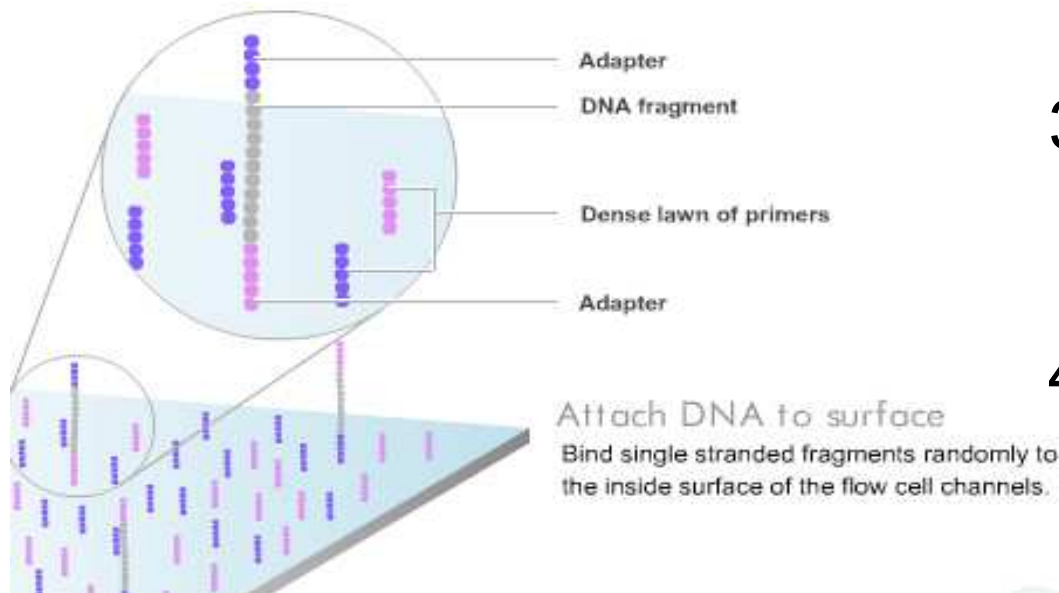 Adapter
DNA fragment
Dense lawn of primers
Adapter
Attach DNA to surface
Bind single stranded fragments randomly to
the inside surface of the flow cell channels.